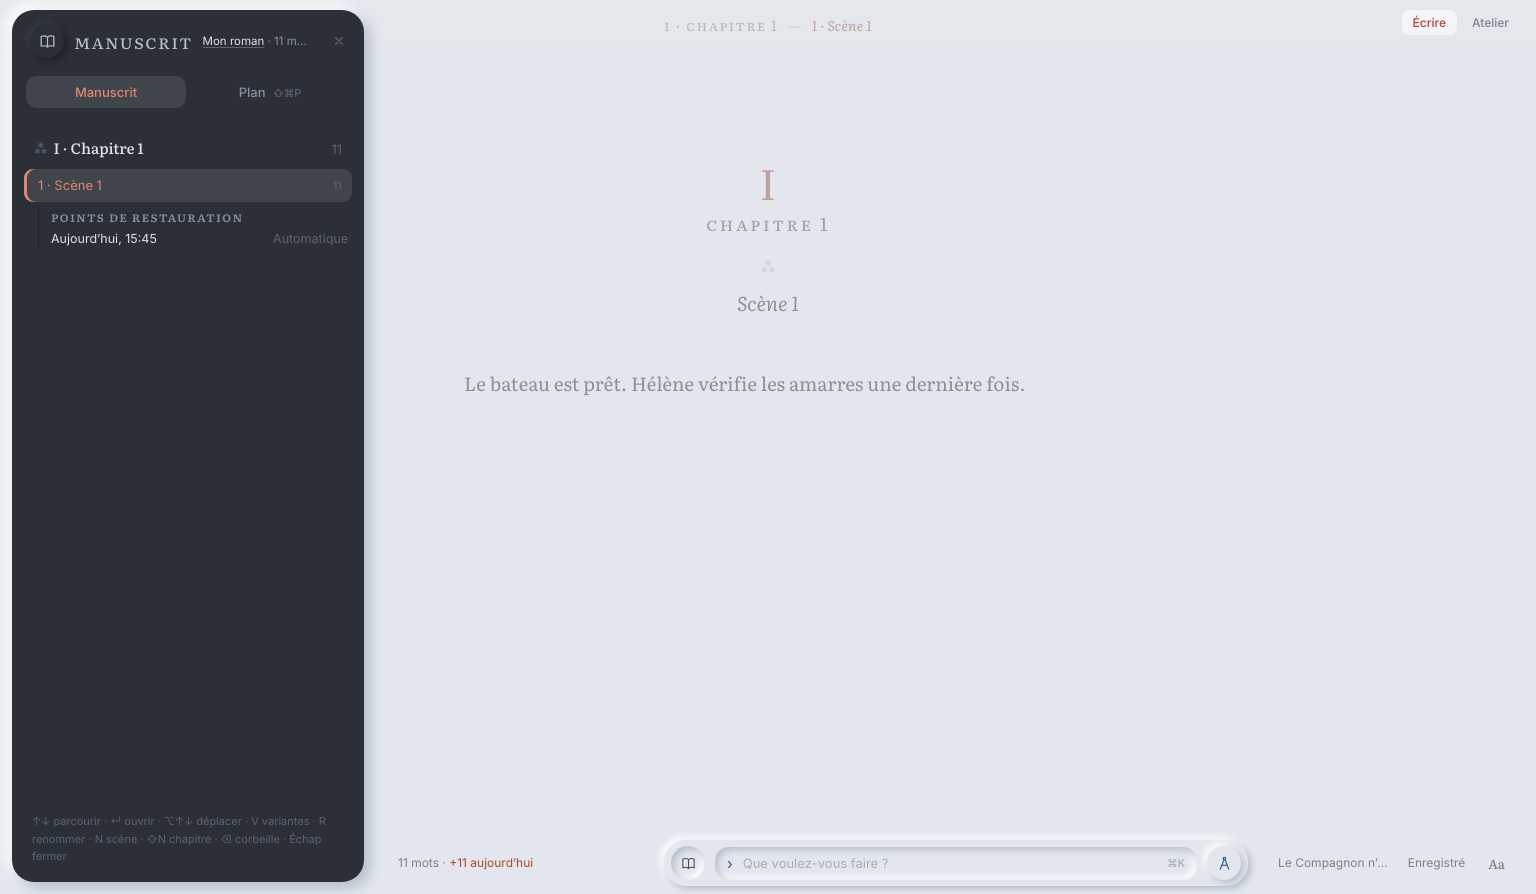 MANUSCRIT Mon roman · 11 m...
Manuscrit
Plan ⇧⌘P
I · Chapitre 1 11
1 · Scène 1 11
POINTS DE RESTAURATION
Aujourd'hui, 15:45 Automatique
↑↓ parcourir · ↵ ouvrir · ⌥↑↓ déplacer · V variantes · R
renommer · N scène · ⇧N chapitre · ⌫ corbeille · Échap
fermer
I · CHAPITRE 1 — 1 · Scène 1
Écrire
Atelier
I
CHAPITRE 1
Scène 1
Le bateau est prêt. Hélène vérifie les amarres une dernière fois.
11 mots · +11 aujourd'hui
› Que voulez-vous faire ? ⌘K
Le Compagnon n'...
Enregistré
Aa